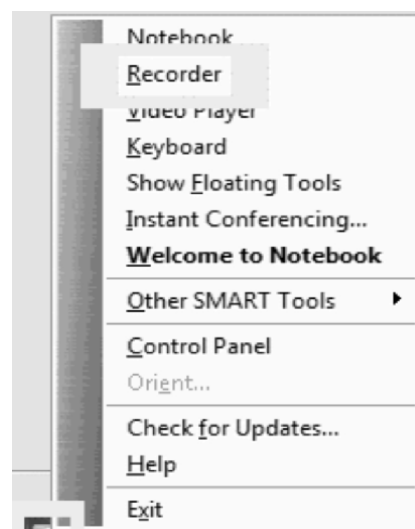 Notebook
Recorder
Video Player
Keyboard
Show Floating Tools
Instant Conferencing...
Welcome to Notebook
Other SMART Tools
Control Panel
Orient...
Check for Updates...
Help
Exit